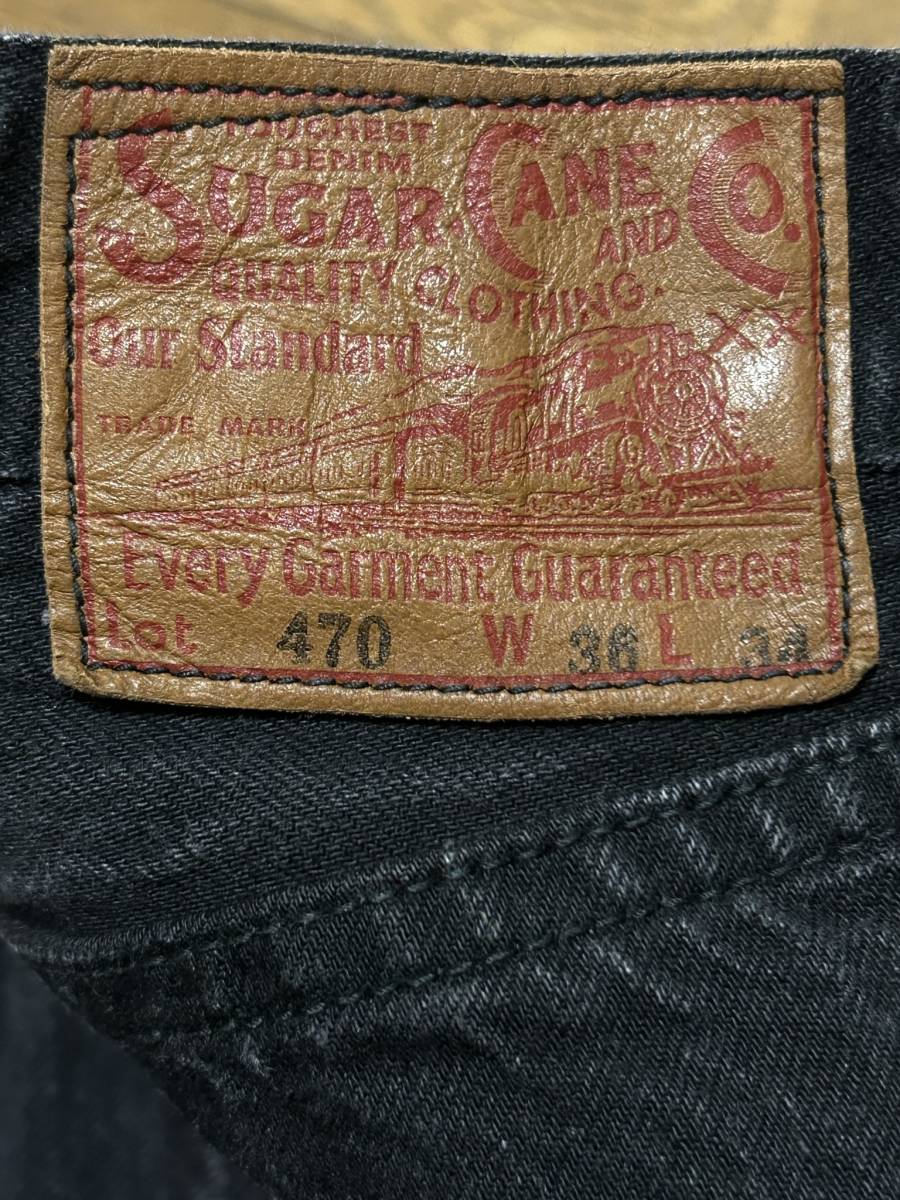 TOUGHEST
DENIM
SUGAR CANE AND CO.
QUALITY CLOTHING.
Our Standard
XX
TRADE MARK
Every Garment Guaranteed
Lot 470 W 36 L 34